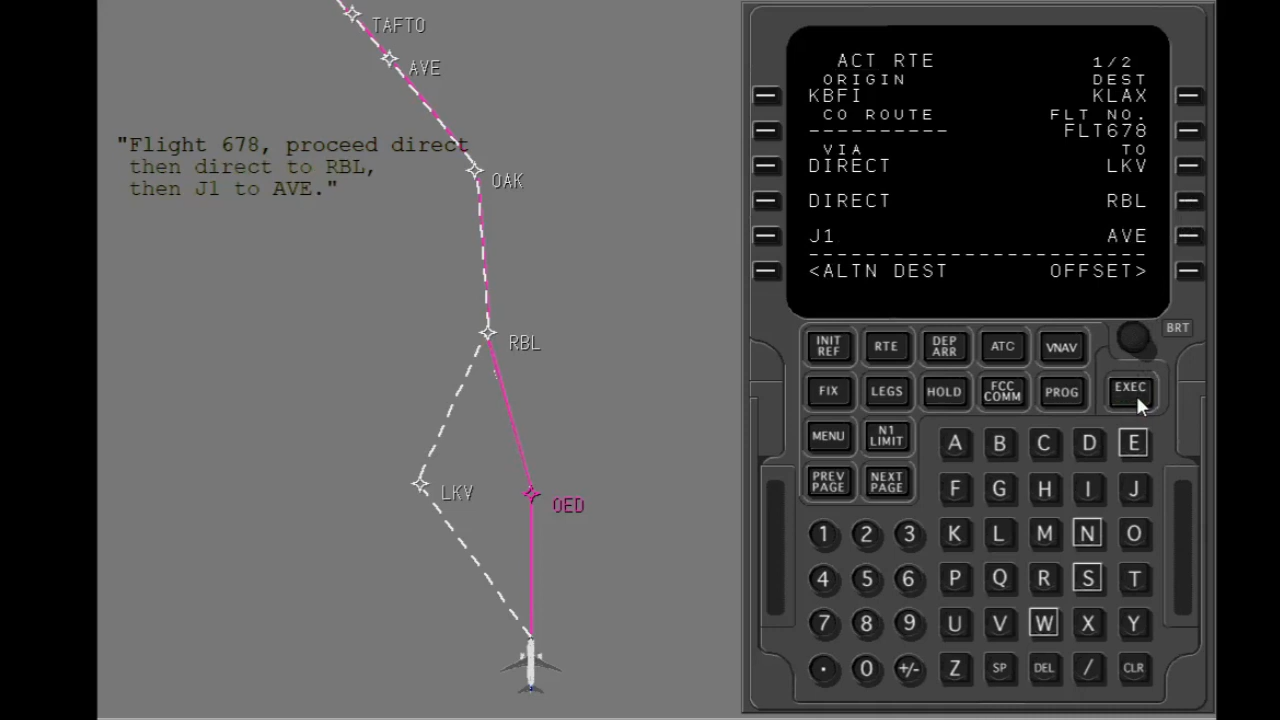 TAFTO
AVE
"Flight 678, proceed direct
then direct to RBL,
then J1 to AVE."
OAK
RBL
LKV
OED
ACT RTE 1/2
ORIGIN DEST
KBFI KLAX
CO ROUTE FLT NO.
---------- FLT678
VIA TO
DIRECT LKV
DIRECT RBL
J1 AVE
------------------------
<ALTN DEST OFFSET>
BRT
INIT REF RTE DEP ARR ATC VNAV
FIX LEGS HOLD FCC COMM PROG EXEC
MENU N1 LIMIT
PREV PAGE NEXT PAGE
A B C D E
F G H I J
1 2 3 K L M N O
4 5 6 P Q R S T
7 8 9 U V W X Y
. 0 +/- Z SP DEL / CLR